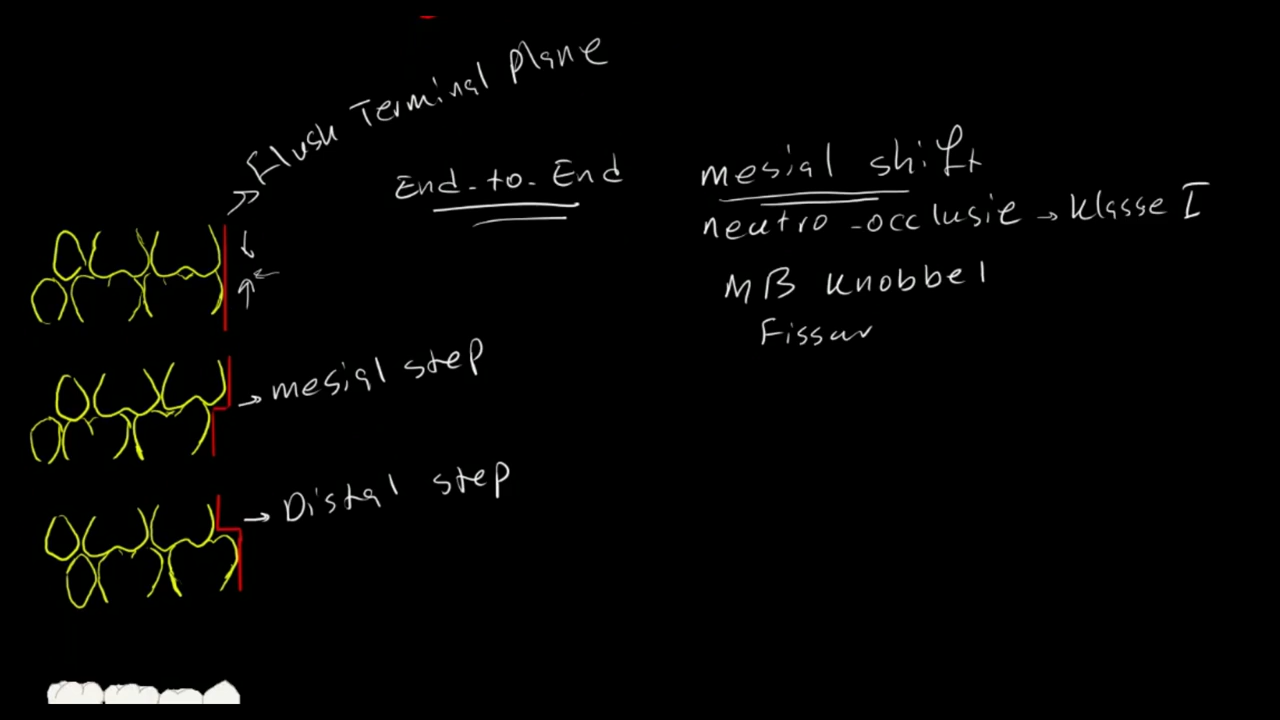 Flush Terminal Plane
End-to-End
mesial shift
neutro-occlusie → Klasse I
MB Knobbel
Fissur
→ mesial step
→ Distal step